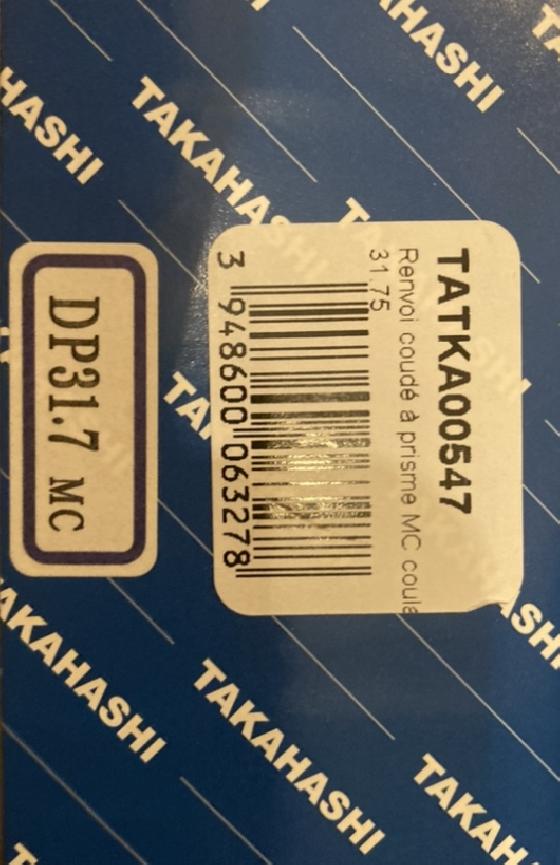 TAKAHASHI
TAKAHASHI
TAKAHASHI
TAKAHASHI
TATKA00547
Renvoi coudé à prisme MC coula
31.75
3 948600 063278
DP31.7 MC
TAKAHASHI
TAKAHASHI
TAKAH